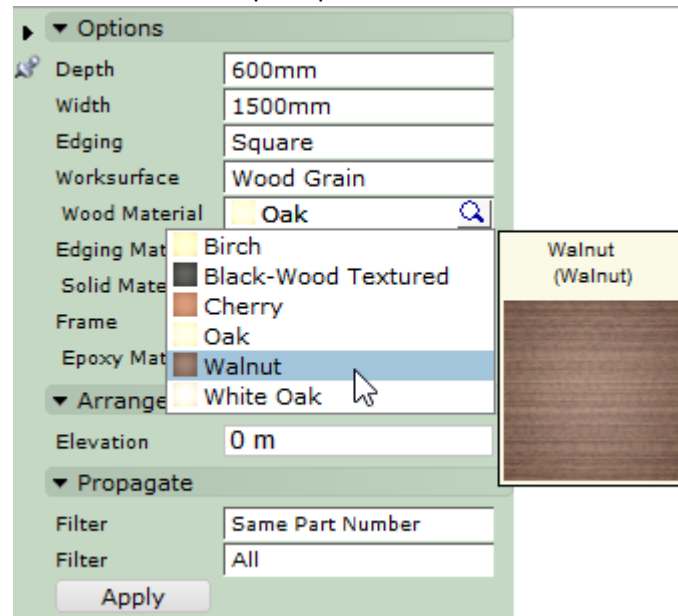 Options
Depth 600mm
Width 1500mm
Edging Square
Worksurface Wood Grain
Wood Material Oak
Edging Mat
Solid Mate
Frame
Epoxy Mat
Birch
Black-Wood Textured
Cherry
Oak
Walnut
White Oak
Walnut
(Walnut)
Arrange
Elevation 0 m
Propagate
Filter Same Part Number
Filter All
Apply